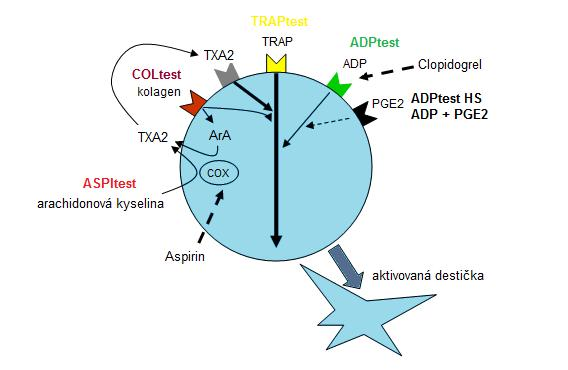 TRAPtest
TRAP
TXA2
ADPtest
ADP
Clopidogrel
COLtest
kolagen
PGE2
ADPtest HS
ADP + PGE2
TXA2
ArA
COX
ASPItest
arachidonová kyselina
Aspirin
aktivovaná destička